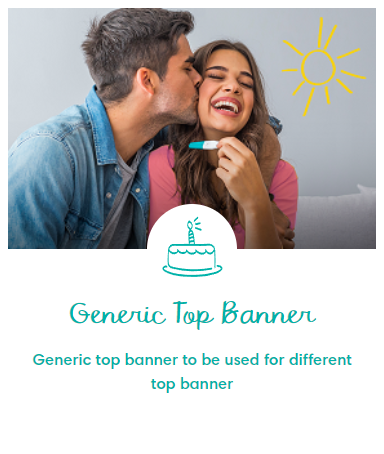 Generic Top Banner
Generic top banner to be used for different
top banner